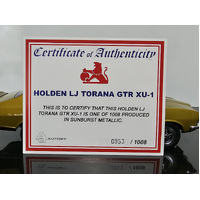 Certificate of Authenticity
HOLDEN LJ TORANA GTR XU-1
THIS IS TO CERTIFY THAT THIS HOLDEN LJ
TORANA GTR XU-1 IS ONE OF 1008 PRODUCED
IN SUNBURST METALLIC.
0953 / 1008